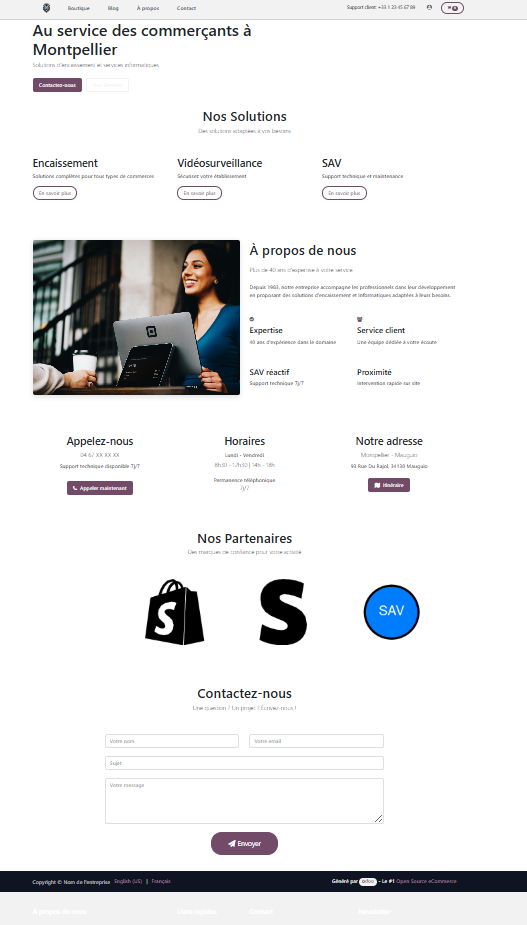 Boutique Blog À propos Contact Support client: +33 1 23 45 67 89 0
Au service des commerçants à
Montpellier
Solutions d'encaissement et services informatiques
Contactez-nous
Nos Solutions
Des solutions adaptées à vos besoins
Encaissement Vidéosurveillance SAV
Solutions complètes pour tous types de commerces Sécurisez votre établissement Support technique et maintenance
En savoir plus En savoir plus En savoir plus
À propos de nous
Plus de 40 ans d'expertise à votre service
Depuis 1983, notre entreprise accompagne les professionnels dans leur développement
en proposant des solutions d'encaissement et informatiques adaptées à leurs besoins.
Expertise Service client
40 ans d'expérience dans le domaine Une équipe dédiée à votre écoute
SAV réactif Proximité
Support technique 7j/7 Intervention rapide sur site
Appelez-nous Horaires Notre adresse
04 67 XX XX XX Lundi - Vendredi Montpellier - Mauguio
Support technique disponible 7j/7 8h30 - 12h30 | 14h - 18h 93 Rue Du Rajol, 34130 Mauguio
Appeler maintenant Permanence téléphonique Itinéraire
7j/7
Nos Partenaires
Des marques de confiance pour votre activité
S S SAV
Contactez-nous
Une question ? Un projet ? Écrivez-nous !
Votre nom Votre email
Sujet
Votre message
Envoyer
Copyright © Nom de l'entreprise English (US) | Français Généré par odoo - Le #1 Open Source eCommerce
À propos de nous Contact Newsletter